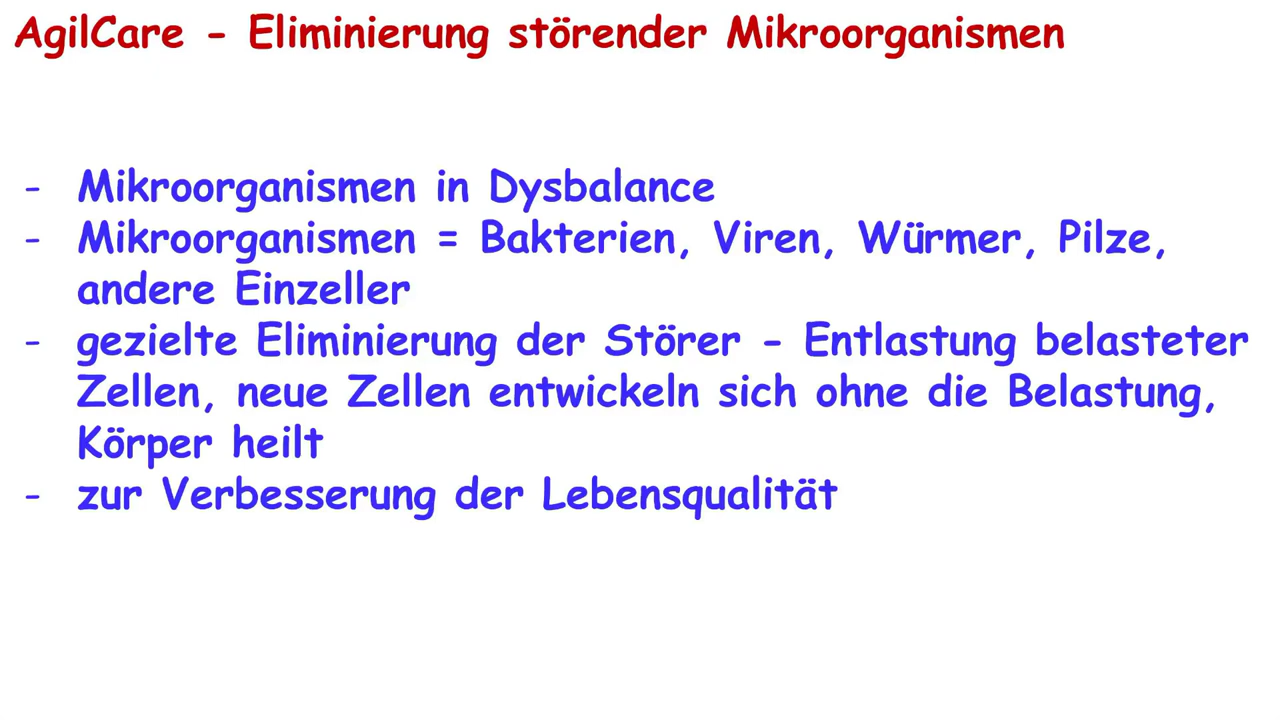 AgilCare - Eliminierung störender Mikroorganismen
- Mikroorganismen in Dysbalance
- Mikroorganismen = Bakterien, Viren, Würmer, Pilze,
andere Einzeller
- gezielte Eliminierung der Störer - Entlastung belasteter
Zellen, neue Zellen entwickeln sich ohne die Belastung,
Körper heilt
- zur Verbesserung der Lebensqualität